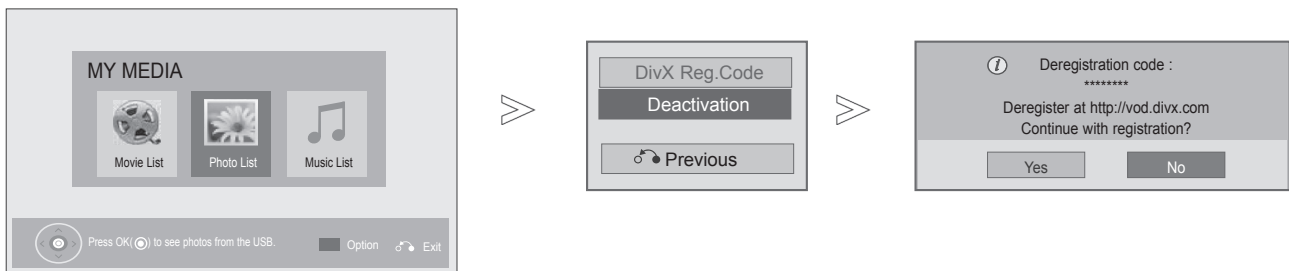 MY MEDIA
Movie List
Photo List
Music List
Press OK(◉) to see photos from the USB.
Option
Exit
DivX Reg.Code
Deactivation
Previous
Deregistration code :
********
Deregister at http://vod.divx.com
Continue with registration?
Yes
No